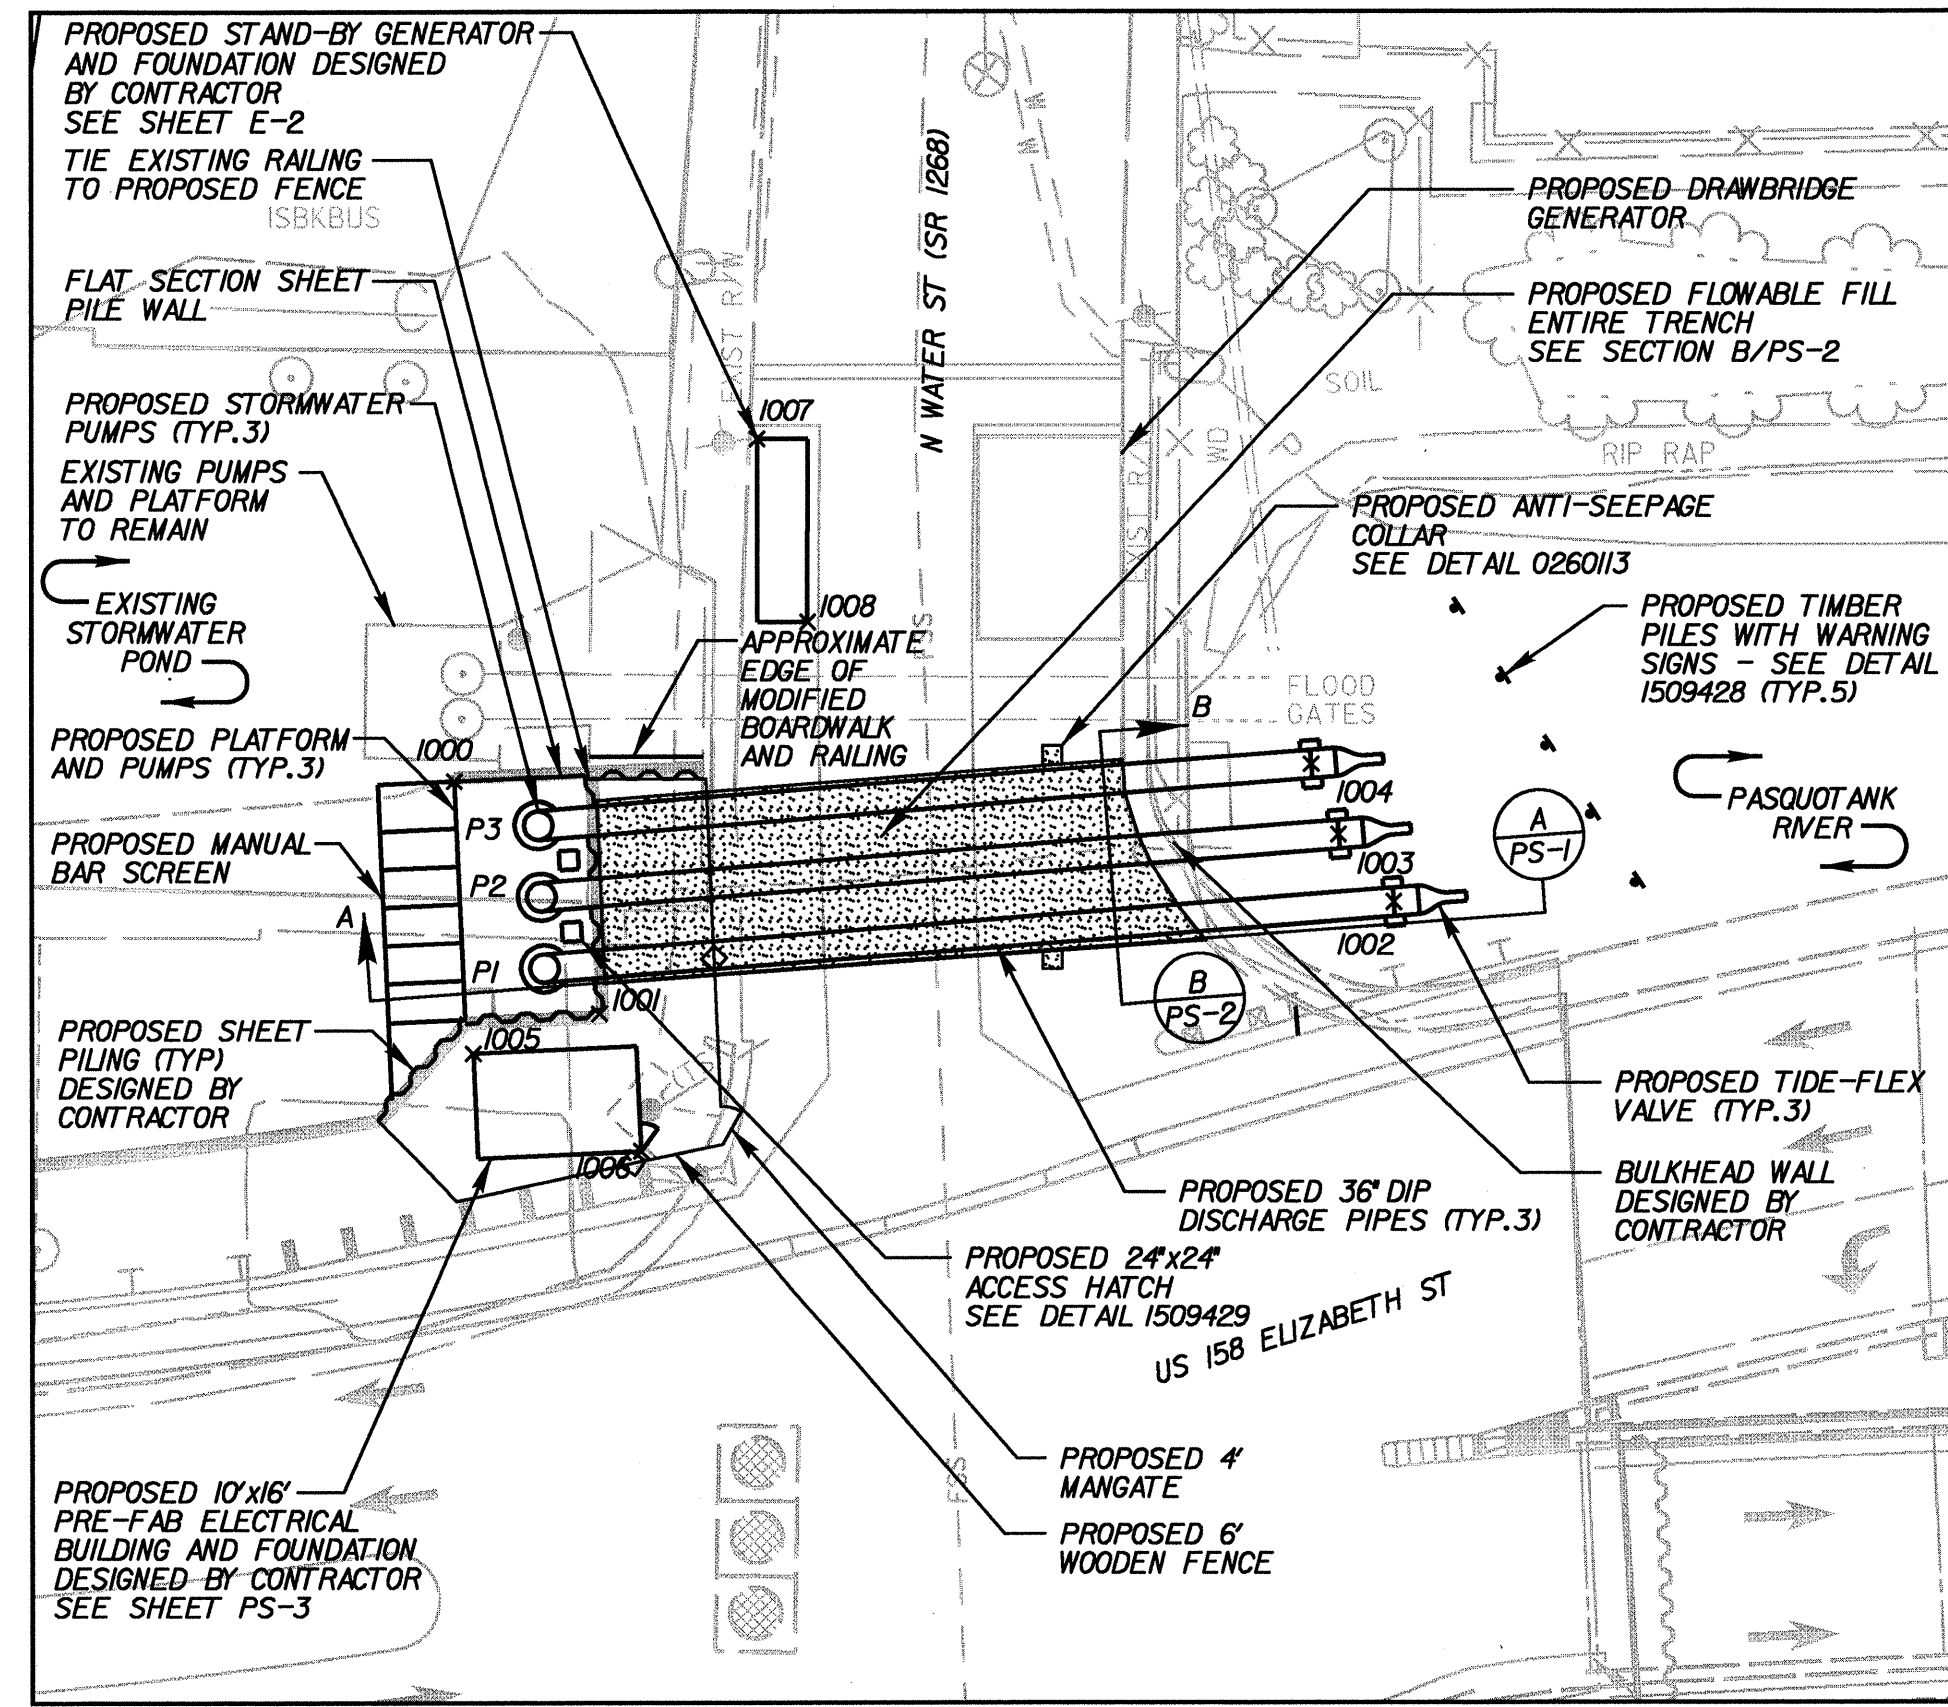 PROPOSED STAND-BY GENERATOR
AND FOUNDATION DESIGNED
BY CONTRACTOR
SEE SHEET E-2
TIE EXISTING RAILING
TO PROPOSED FENCE
ISBKBUS
FLAT SECTION SHEET
PILE WALL
PROPOSED STORMWATER
PUMPS (TYP.3)
EXISTING PUMPS
AND PLATFORM
TO REMAIN
EXISTING
STORMWATER
POND
PROPOSED PLATFORM
AND PUMPS (TYP.3)
PROPOSED MANUAL
BAR SCREEN
A
PROPOSED SHEET
PILING (TYP)
DESIGNED BY
CONTRACTOR
PROPOSED 10'x16'
PRE-FAB ELECTRICAL
BUILDING AND FOUNDATION
DESIGNED BY CONTRACTOR
SEE SHEET PS-3
N WATER ST (SR 1268)
EXIST R/W
W
W
1007
1008
APPROXIMATE
EDGE OF
MODIFIED
BOARDWALK
AND RAILING
1000
P3
P2
P1
1001
1005
1006
FSS
EXIST R/W
EXIST R/W
WD
P
SOIL
RIP RAP
PROPOSED DRAWBRIDGE
GENERATOR
PROPOSED FLOWABLE FILL
ENTIRE TRENCH
SEE SECTION B/PS-2
PROPOSED ANTI-SEEPAGE
COLLAR
SEE DETAIL 0260113
PROPOSED TIMBER
PILES WITH WARNING
SIGNS - SEE DETAIL
1509428 (TYP.5)
FLOOD
GATES
B
1004
1003
1002
A
PS-1
PASQUOTANK
RIVER
B
PS-2
PROPOSED TIDE-FLEX
VALVE (TYP.3)
BULKHEAD WALL
DESIGNED BY
CONTRACTOR
PROPOSED 36" DIP
DISCHARGE PIPES (TYP.3)
PROPOSED 24"x24"
ACCESS HATCH
SEE DETAIL 1509429
US 158 ELIZABETH ST
PROPOSED 4'
MANGATE
PROPOSED 6'
WOODEN FENCE
FSS